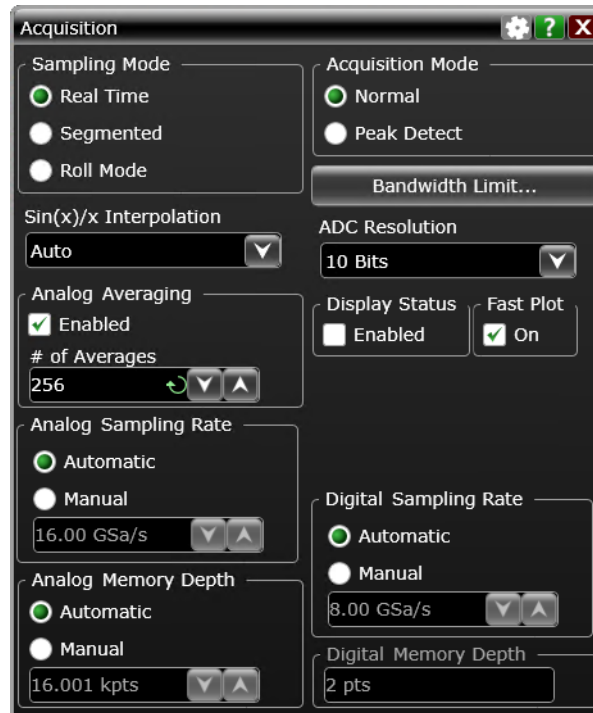 Acquisition
?
X
Sampling Mode
Real Time
Segmented
Roll Mode
Acquisition Mode
Normal
Peak Detect
Bandwidth Limit...
Sin(x)/x Interpolation
Auto
ADC Resolution
10 Bits
Analog Averaging
Enabled
# of Averages
256
Display Status
Enabled
Fast Plot
On
Analog Sampling Rate
Automatic
Manual
16.00 GSa/s
Digital Sampling Rate
Automatic
Manual
8.00 GSa/s
Analog Memory Depth
Automatic
Manual
16.001 kpts
Digital Memory Depth
2 pts